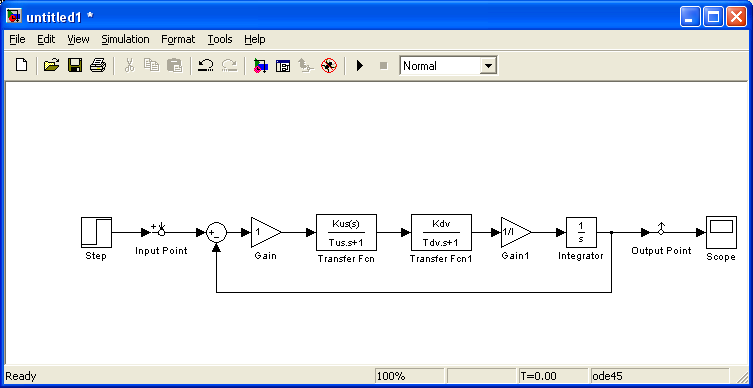 untitled1 *
File Edit View Simulation Format Tools Help
Normal
Step
+
Input Point
+
-
1
Gain
Kus(s)
Tus.s+1
Transfer Fcn
Kdv
Tdv.s+1
Transfer Fcn1
1/I
Gain1
1
s
Integrator
Output Point
Scope
Ready 100% T=0.00 ode45